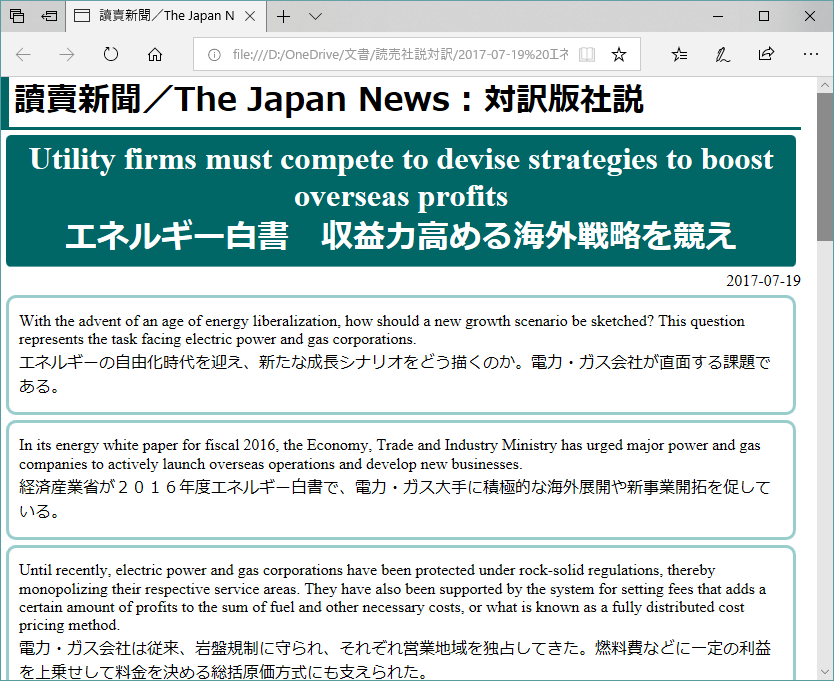 讀賣新聞／The Japan N
file:///D:/OneDrive/文書/読売社説対訳/2017-07-19%20エネ
讀賣新聞／The Japan News：対訳版社説
Utility firms must compete to devise strategies to boost
overseas profits
エネルギー白書　収益力高める海外戦略を競え
2017-07-19
With the advent of an age of energy liberalization, how should a new growth scenario be sketched? This question
represents the task facing electric power and gas corporations.
エネルギーの自由化時代を迎え、新たな成長シナリオをどう描くのか。電力・ガス会社が直面する課題で
ある。
In its energy white paper for fiscal 2016, the Economy, Trade and Industry Ministry has urged major power and gas
companies to actively launch overseas operations and develop new businesses.
経済産業省が２０１６年度エネルギー白書で、電力・ガス大手に積極的な海外展開や新事業開拓を促して
いる。
Until recently, electric power and gas corporations have been protected under rock-solid regulations, thereby
monopolizing their respective service areas. They have also been supported by the system for setting fees that adds a
certain amount of profits to the sum of fuel and other necessary costs, or what is known as a fully distributed cost
pricing method.
電力・ガス会社は従来、岩盤規制に守られ、それぞれ営業地域を独占してきた。燃料費などに一定の利益
を上乗せして料金を決める総括原価方式にも支えられた。